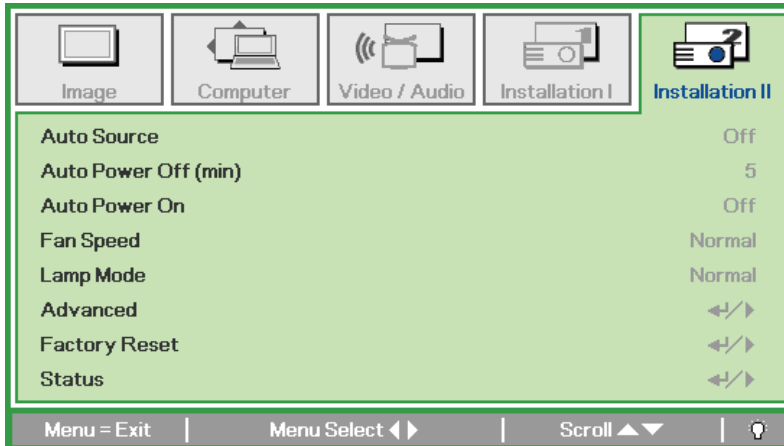 Image Computer Video / Audio Installation I Installation II
Auto Source Off
Auto Power Off (min) 5
Auto Power On Off
Fan Speed Normal
Lamp Mode Normal
Advanced
Factory Reset
Status
Menu = Exit Menu Select Scroll